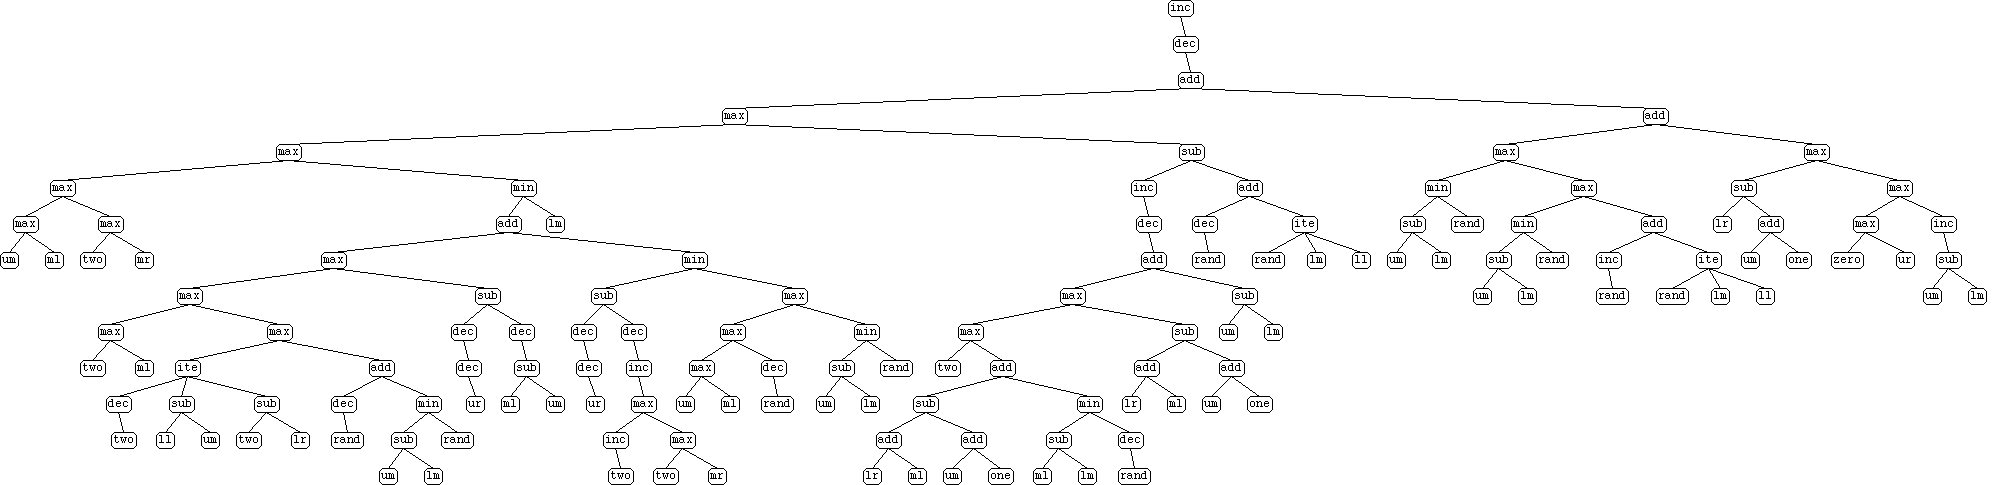 inc
dec
add
max add
max sub max max
max min inc add min max sub max
max max add lm dec dec ite sub rand min add lr add max inc
um ml two mr max min add rand rand lm ll um lm sub rand inc ite um one zero ur sub
max sub sub max max sub um lm rand rand lm ll um lm
max max dec dec dec dec max min max sub um lm
two ml ite add dec sub dec inc max dec sub rand two add add add
dec sub sub dec min ur ml um ur max um ml rand um lm sub min lr ml um one
two ll um two lr rand sub rand inc max add add sub dec
um lm two two mr lr ml um one ml lm rand